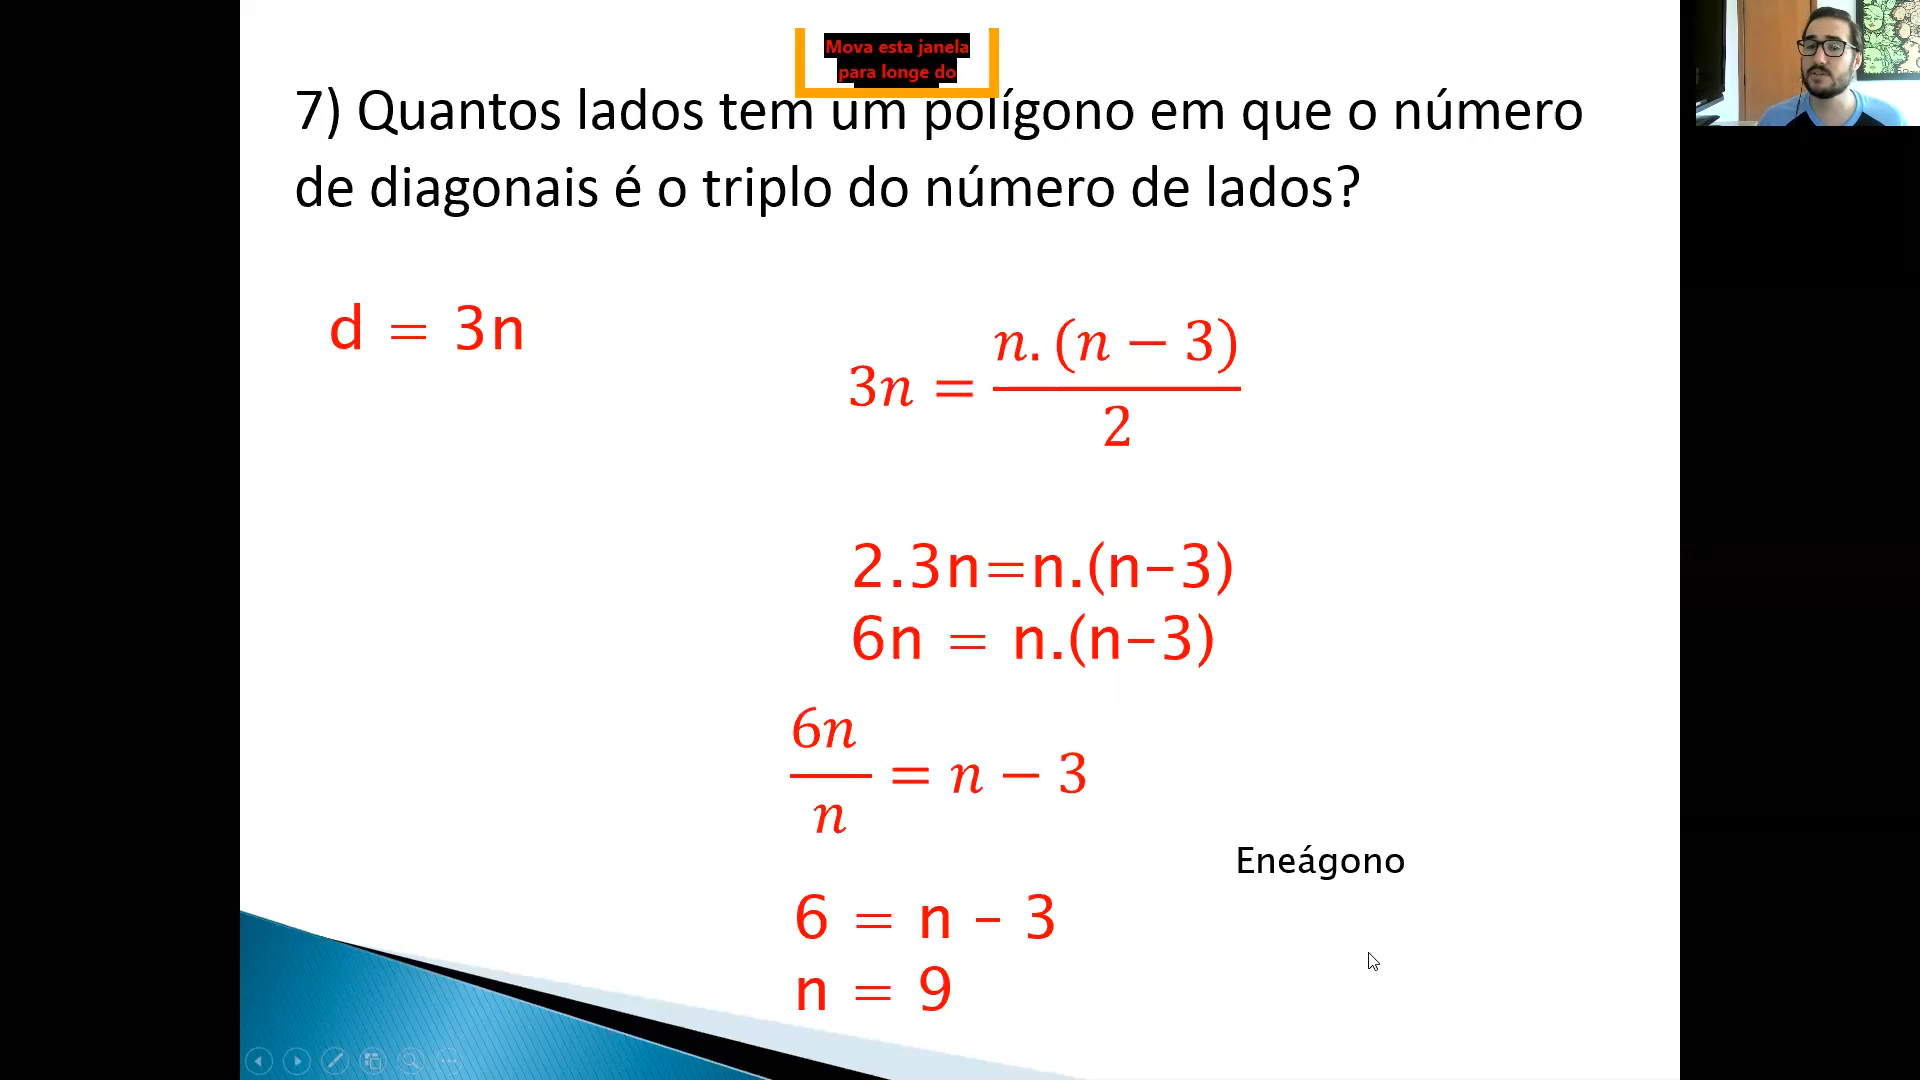 Mova esta janela
para longe do
7) Quantos lados tem um polígono em que o número
de diagonais é o triplo do número de lados?
d = 3n
3n = n.(n − 3)/2
2.3n=n.(n-3)
6n = n.(n-3)
6n/n = n − 3
Eneágono
6 = n - 3
n = 9